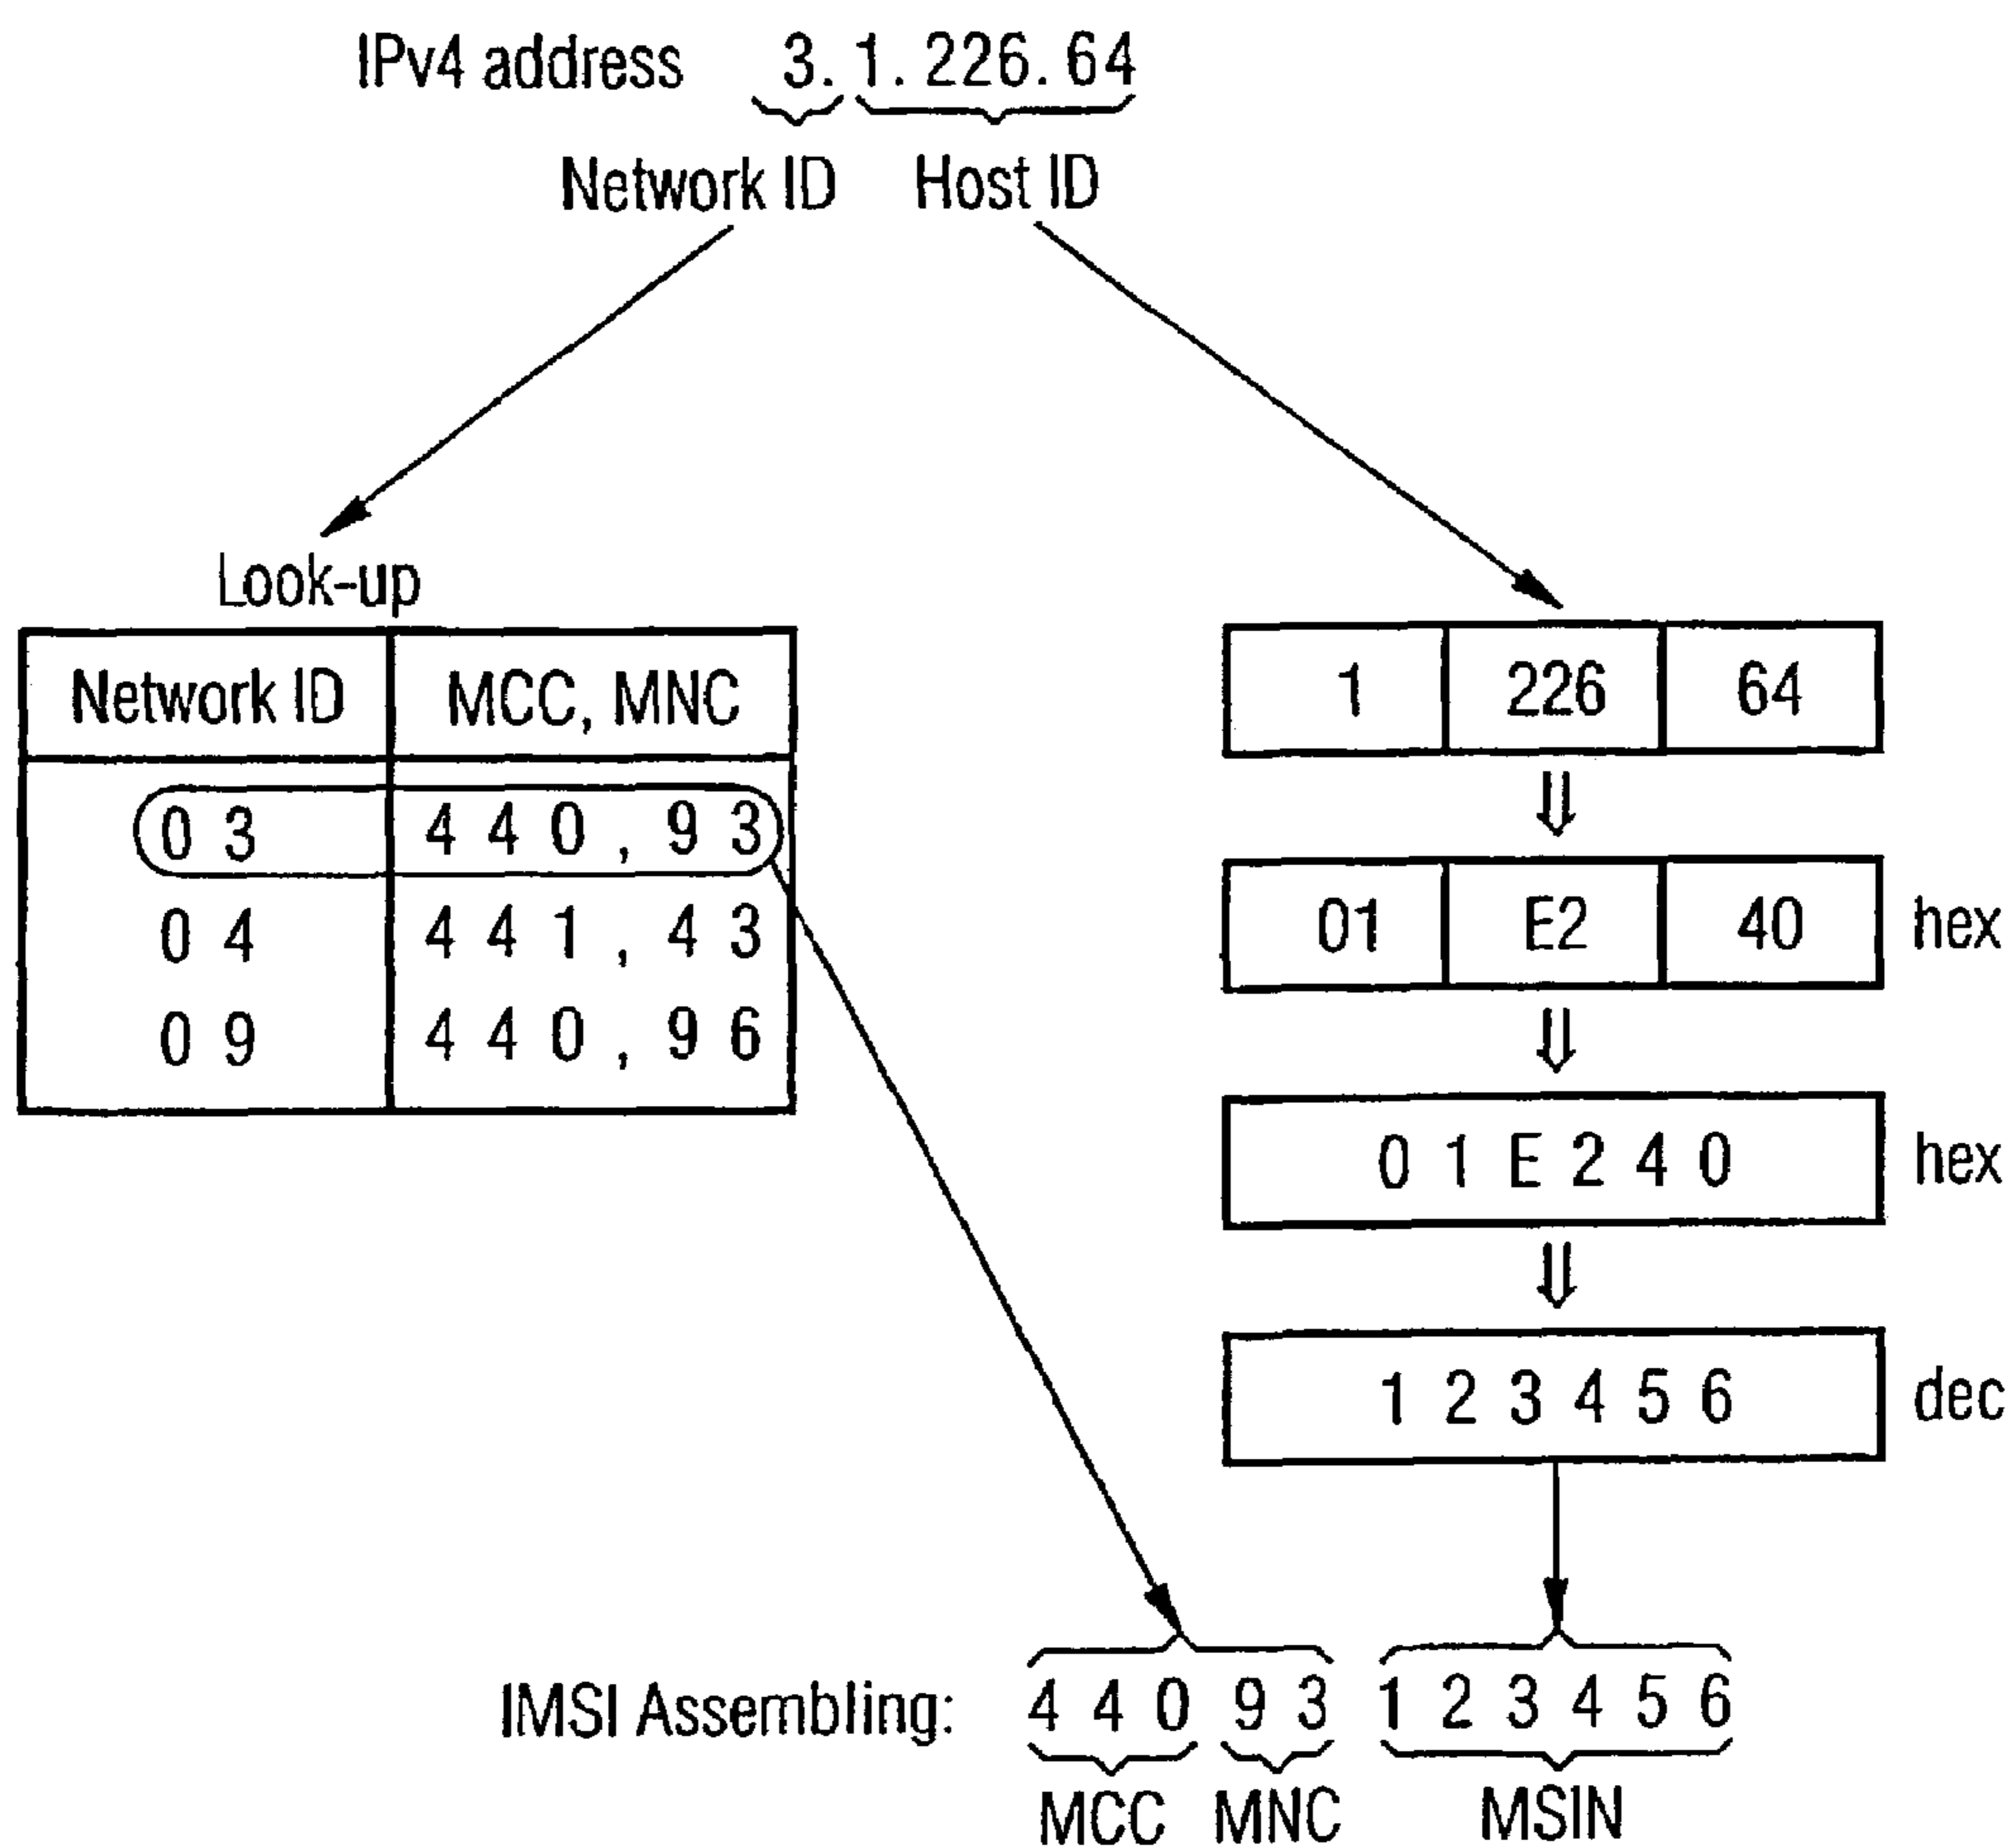 IPv4 address 3. 1. 226. 64
Network ID Host ID
Look-up
Network ID MCC, MNC
0 3 4 4 0 , 9 3
0 4 4 4 1 , 4 3
0 9 4 4 0 , 9 6
1 226 64
01 E2 40 hex
0 1 E 2 4 0 hex
1 2 3 4 5 6 dec
IMSI Assembling: 4 4 0 9 3 1 2 3 4 5 6
MCC MNC MSIN